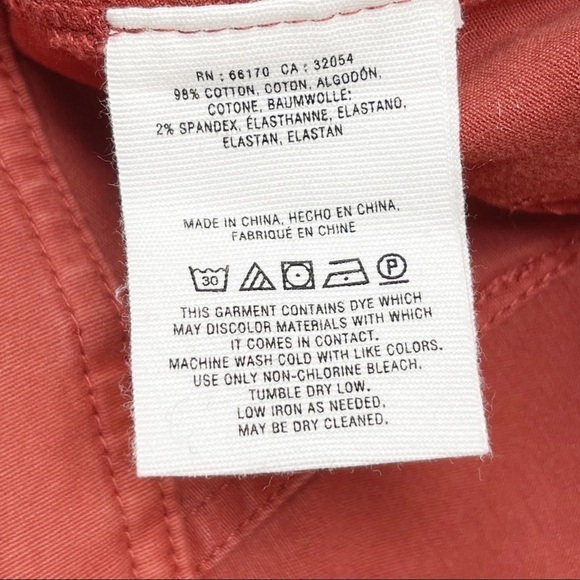 RN : 66170 CA : 32054
98% COTTON, COTON, ALGODÓN,
COTONE, BAUMWOLLE;
2% SPANDEX, ÉLASTHANNE, ELASTANO,
ELASTAN, ELASTAN
MADE IN CHINA, HECHO EN CHINA,
FABRIQUÉ EN CHINE
30 P
THIS GARMENT CONTAINS DYE WHICH
MAY DISCOLOR MATERIALS WITH WHICH
IT COMES IN CONTACT.
MACHINE WASH COLD WITH LIKE COLORS.
USE ONLY NON-CHLORINE BLEACH.
TUMBLE DRY LOW.
LOW IRON AS NEEDED.
MAY BE DRY CLEANED.